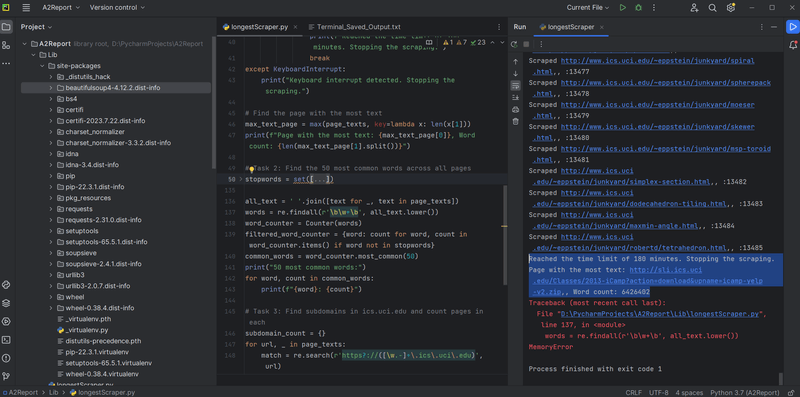 A2Report
Version control
Current File
Project
A2Report library root, D:\PycharmProjects\A2Report
Lib
site-packages
_distutils_hack
beautifulsoup4-4.12.2.dist-info
bs4
certifi
certifi-2023.7.22.dist-info
charset_normalizer
charset_normalizer-3.3.2.dist-info
idna
idna-3.4.dist-info
pip
pip-22.3.1.dist-info
pkg_resources
requests
requests-2.31.0.dist-info
setuptools
setuptools-65.5.1.dist-info
soupsieve
soupsieve-2.4.1.dist-info
urllib3
urllib3-2.0.7.dist-info
wheel
wheel-0.38.4.dist-info
_virtualenv.pth
_virtualenv.py
distutils-precedence.pth
pip-22.3.1.virtualenv
setuptools-65.5.1.virtualenv
wheel-0.38.4.virtualenv
longestScraper.py
longestScraper.py
Terminal_Saved_Output.txt
1 7 23
minutes. Stopping the scraping.")
break
except KeyboardInterrupt:
print("Keyboard interrupt detected. Stopping the
scraping.")
# Find the page with the most text
max_text_page = max(page_texts, key=lambda x: len(x[1]))
print(f"Page with the most text: {max_text_page[0]}, Word
count: {len(max_text_page[1].split())}")
# Task 2: Find the 50 most common words across all pages
stopwords = set([...])
all_text = ' '.join([text for _, text in page_texts])
words = re.findall(r'\b\w+\b', all_text.lower())
word_counter = Counter(words)
filtered_word_counter = {word: count for word, count in
word_counter.items() if word not in stopwords}
common_words = word_counter.most_common(50)
print("50 most common words:")
for word, count in common_words:
print(f"{word}: {count}")
# Task 3: Find subdomains in ics.uci.edu and count pages in
each
subdomain_count = {}
for url, _ in page_texts:
match = re.search(r'https?://([\w.-]+\.ics\.uci\.edu)',
url)
Run
longestScraper
Scraped http://www.ics.uci.edu/~eppstein/junkyard/spiral
.html,, :13477
Scraped http://www.ics.uci.edu/~eppstein/junkyard/spherepack
.html,, :13478
Scraped http://www.ics.uci.edu/~eppstein/junkyard/moeser
.html,, :13479
Scraped http://www.ics.uci.edu/~eppstein/junkyard/skewer
.html,, :13480
Scraped http://www.ics.uci.edu/~eppstein/junkyard/msp-toroid
.html,, :13481
Scraped http://www.ics.uci
.edu/~eppstein/junkyard/simplex-section.html,, :13482
Scraped http://www.ics.uci
.edu/~eppstein/junkyard/dodecahedron-tiling.html,, :13483
Scraped http://www.ics.uci
.edu/~eppstein/junkyard/maxmin-angle.html,, :13484
Scraped http://www.ics.uci
.edu/~eppstein/junkyard/robertd/tetrahedron.html,, :13485
Reached the time limit of 180 minutes. Stopping the scraping.
Page with the most text: http://sli.ics.uci
.edu/Classes/2015-iCamp?action=download&upname=icamp-yelp
-v2.zip,, Word count: 6426402
Traceback (most recent call last):
File "D:\PycharmProjects\A2Report\Lib\longestScraper.py",
line 137, in <module>
words = re.findall(r'\b\w+\b', all_text.lower())
MemoryError
Process finished with exit code 1
A2Report > Lib > longestScraper.py
CRLF UTF-8 4 spaces Python 3.7 (A2Report)